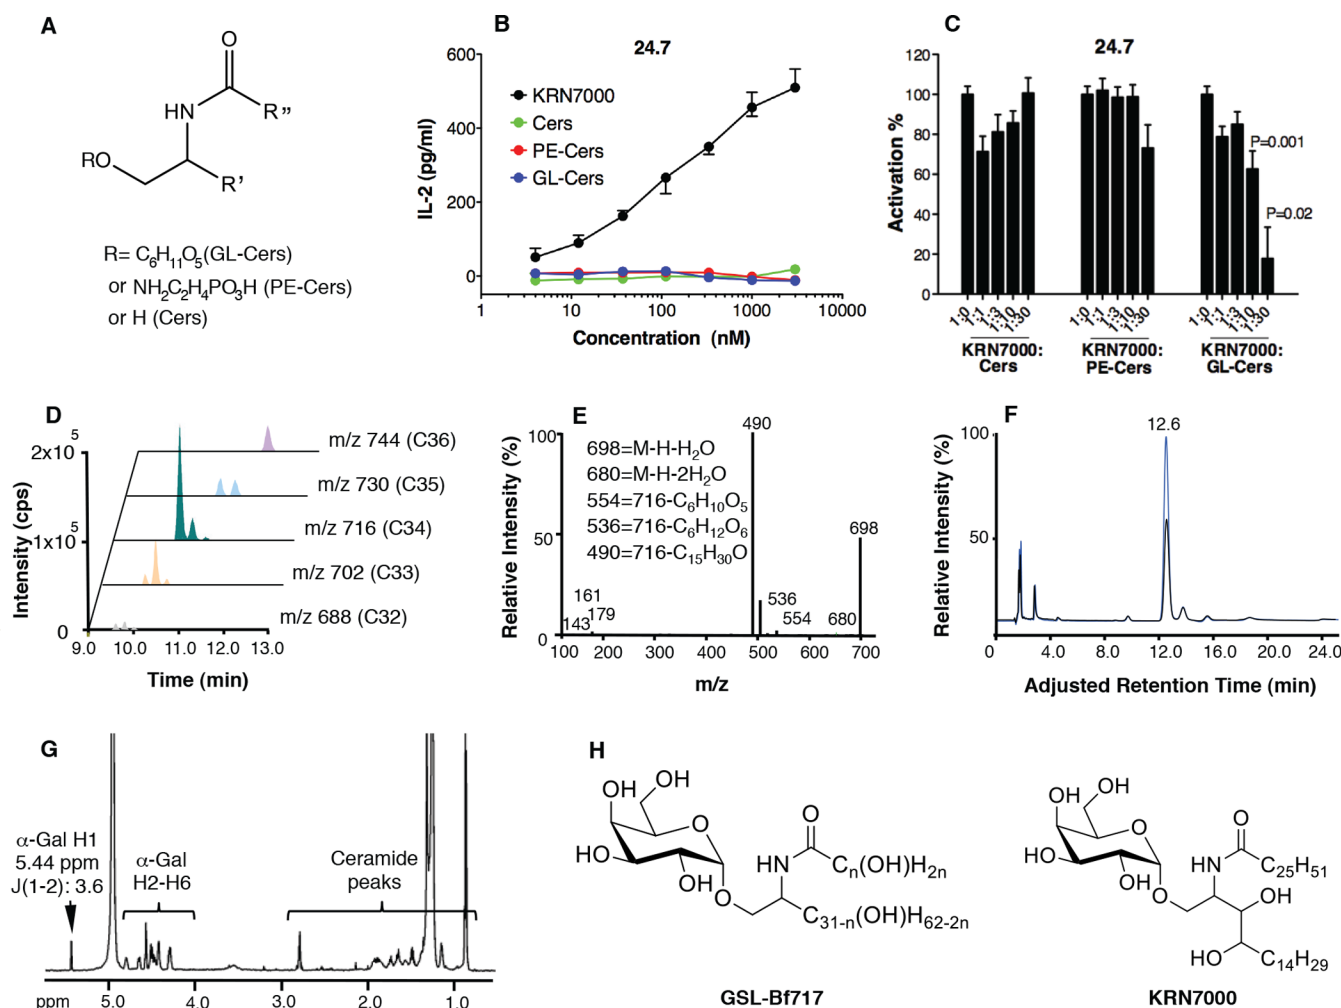 A
O
HN
R”
RO
R'
R= C6H11O5(GL-Cers)
or NH2C2H4PO3H (PE-Cers)
or H (Cers)
B
24.7
IL-2 (pg/ml)
600
400
200
0
KRN7000
Cers
PE-Cers
GL-Cers
1
10
100
1000
10000
Concentration (nM)
C
24.7
Activation %
120
100
80
60
40
20
0
P=0.001
P=0.02
1:0
1:1
1:3
1:10
1:30
1:0
1:1
1:3
1:10
1:30
1:0
1:1
1:3
1:10
1:30
KRN7000:
Cers
KRN7000:
PE-Cers
KRN7000:
GL-Cers
D
Intensity (cps)
2x10 5
1x10 5
0
m/z 744 (C36)
m/z 730 (C35)
m/z 716 (C34)
m/z 702 (C33)
m/z 688 (C32)
9.0
10.0
11.0
12.0
13.0
Time (min)
E
Relative Intensity (%)
100
50
0
490
698=M-H-H2O
680=M-H-2H2O
554=716-C6H10O5
536=716-C6H12O6
490=716-C15H30O
698
161
179
143
536
554
680
100
200
300
400
500
600
700
m/z
F
Relative Intensity (%)
100
50
12.6
0
4.0
8.0
12.0
16.0
20.0
24.0
Adjusted Retention Time (min)
G
α-Gal H1
5.44 ppm
J(1-2): 3.6
α-Gal
H2-H6
Ceramide
peaks
ppm
5.0
4.0
3.0
2.0
1.0
H
OH
OH
O
HO
OH
O
HN
O
Cn(OH)H2n
C31-n(OH)H62-2n
GSL-Bf717
OH
OH
O
HO
OH
O
HN
O
C25H51
OH
HO
C14H29
KRN7000